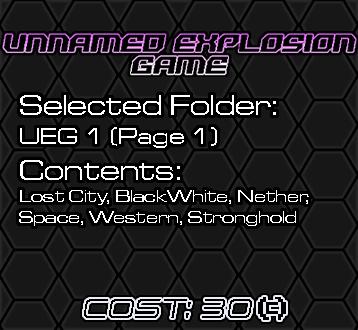 UNNAMED EXPLOSION
GAME
Selected Folder:
UEG 1 (Page 1)
Contents:
Lost City, BlackWhite, Nether,
Space, Western, Stronghold
COST: 30